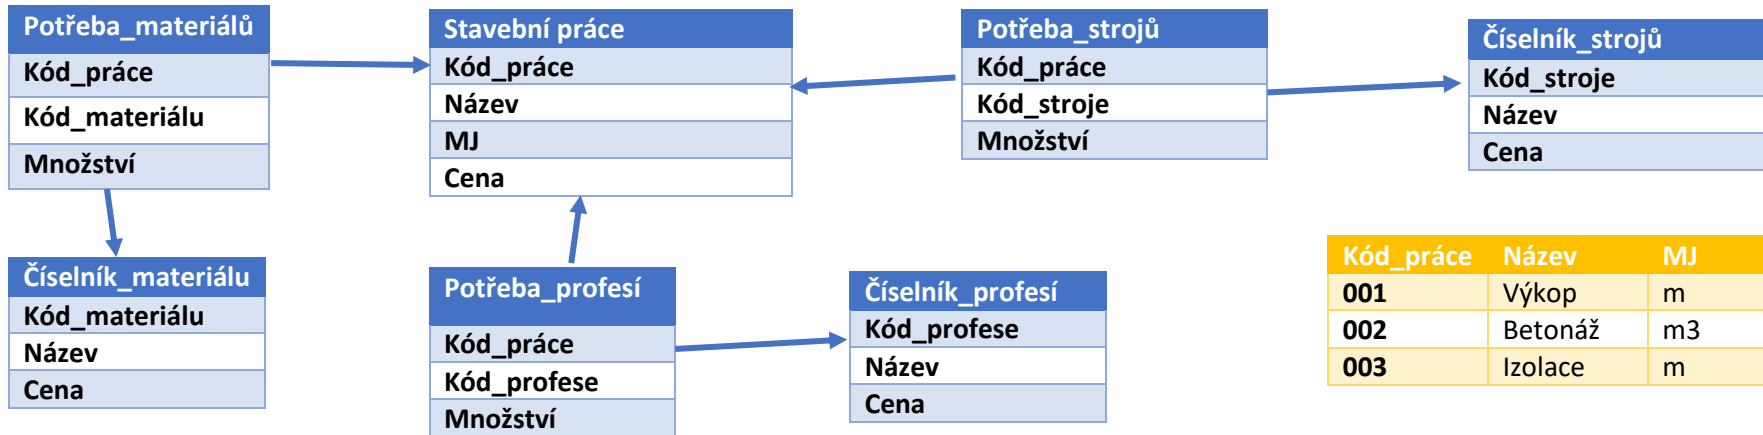 Potřeba_materiálů
Kód_práce
Kód_materiálu
Množství
Stavební práce
Kód_práce
Název
MJ
Cena
Potřeba_strojů
Kód_práce
Kód_stroje
Množství
Číselník_strojů
Kód_stroje
Název
Cena
Číselník_materiálu
Kód_materiálu
Název
Cena
Potřeba_profesí
Kód_práce
Kód_profese
Množství
Číselník_profesí
Kód_profese
Název
Cena
Kód_práce Název MJ
001 Výkop m
002 Betonáž m3
003 Izolace m